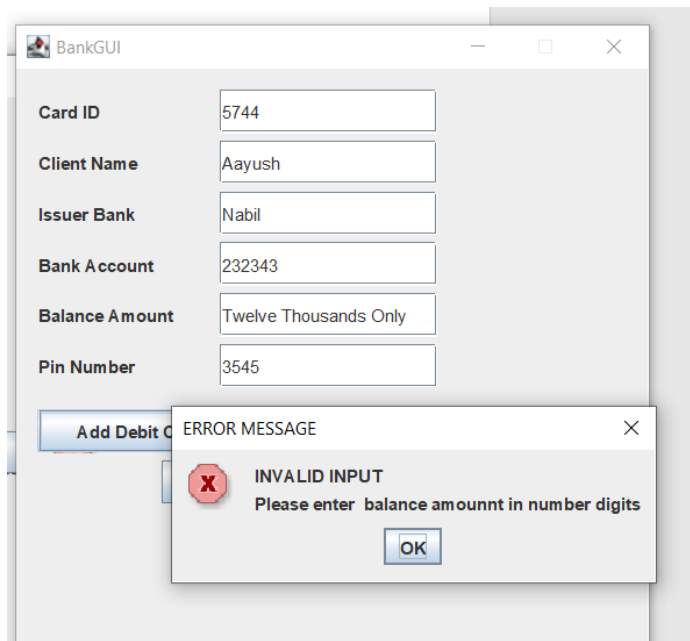 BankGUI
Card ID 5744
Client Name Aayush
Issuer Bank Nabil
Bank Account 232343
Balance Amount Twelve Thousands Only
Pin Number 3545
Add Debit C
ERROR MESSAGE
INVALID INPUT
Please enter balance amounnt in number digits
OK